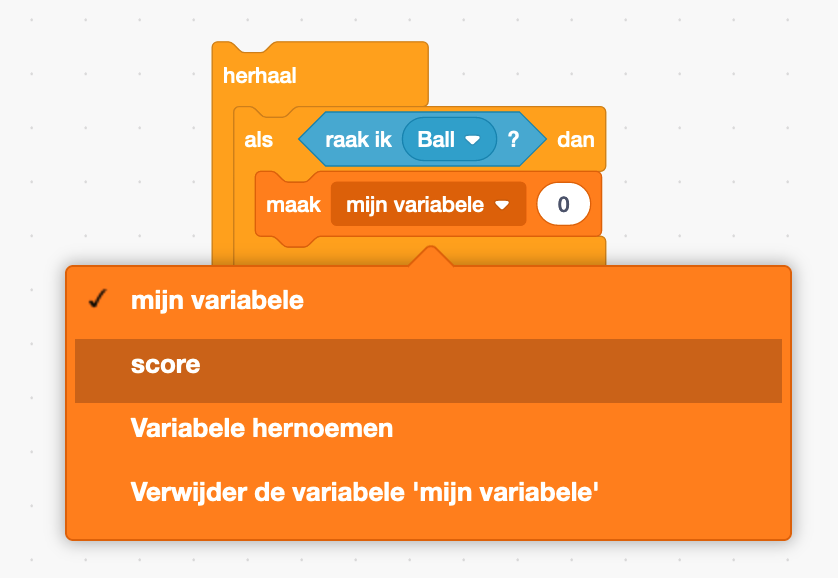 herhaal
als raak ik Ball ? dan
maak mijn variabele 0
mijn variabele
score
Variabele hernoemen
Verwijder de variabele 'mijn variabele'